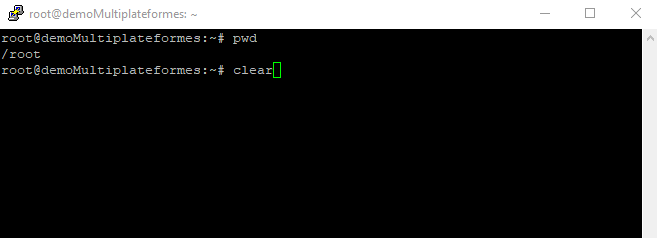 root@demoMultiplateformes: ~
root@demoMultiplateformes:~# pwd
/root
root@demoMultiplateformes:~# clear